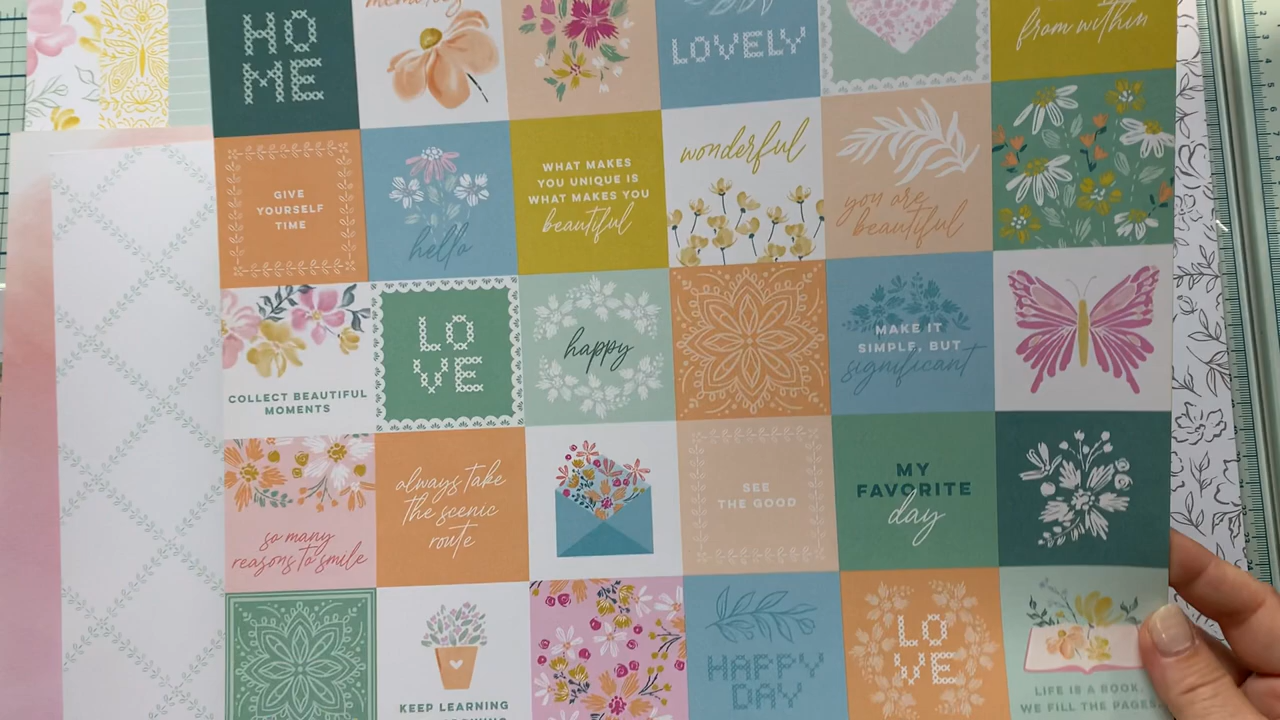 HO
ME
LOVELY
from within
GIVE
YOURSELF
TIME
hello
WHAT MAKES
YOU UNIQUE IS
WHAT MAKES YOU
beautiful
wonderful
you are
beautiful
COLLECT BEAUTIFUL
MOMENTS
LO
VE
happy
MAKE IT
SIMPLE, BUT
significant
so many
reasons to smile
always take
the scenic
route
SEE
THE GOOD
MY
FAVORITE
day
KEEP LEARNING
HAPPY
DAY
LO
VE
LIFE IS A BOOK,
WE FILL THE PAGES